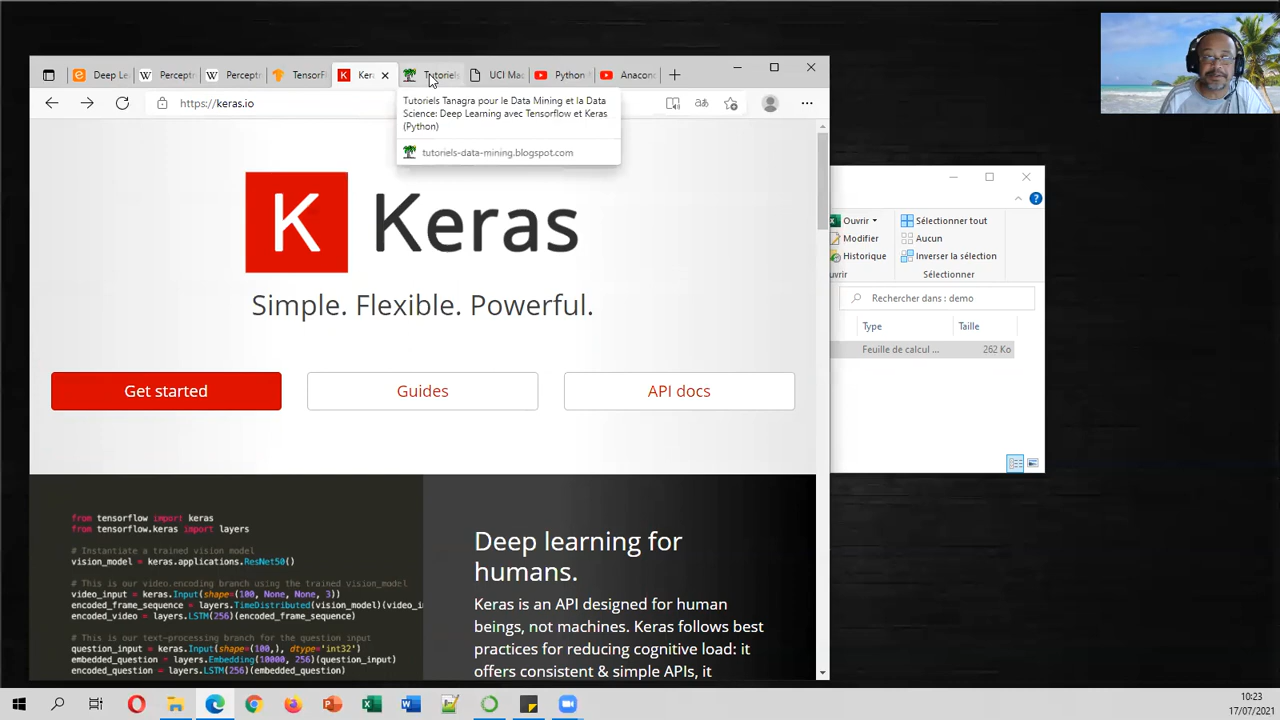 Deep Le
Percept
Percept
TensorF
Kera
Tutoriels
UCI Mac
Python
Anacon
https://keras.io
Tutoriels Tanagra pour le Data Mining et la Data
Science: Deep Learning avec Tensorflow et Keras
(Python)
tutoriels-data-mining.blogspot.com
K Keras
Simple. Flexible. Powerful.
Get started
Guides
API docs
from tensorflow import keras
from tensorflow.keras import layers
# Instantiate a trained vision model
vision_model = keras.applications.ResNet50()
# This is our video.encoding branch using the trained vision_model
video_input = keras.Input(shape=(100, None, None, 3))
encoded_frame_sequence = layers.TimeDistributed(vision_model)(video_i
encoded_video = layers.LSTM(256)(encoded_frame_sequence)
# This is our text-processing branch for the question input
question_input = keras.Input(shape=(100,), dtype='int32')
embedded_question = layers.Embedding(10000, 256)(question_input)
encoded_question = layers.LSTM(256)(embedded_question)
Deep learning for
humans.
Keras is an API designed for human
beings, not machines. Keras follows best
practices for reducing cognitive load: it
offers consistent & simple APIs, it
Ouvrir
Modifier
Historique
uvrir
Sélectionner tout
Aucun
Inverser la sélection
Sélectionner
Rechercher dans : demo
Type
Taille
Feuille de calcul ...
262 Ko
10:23
17/07/2021